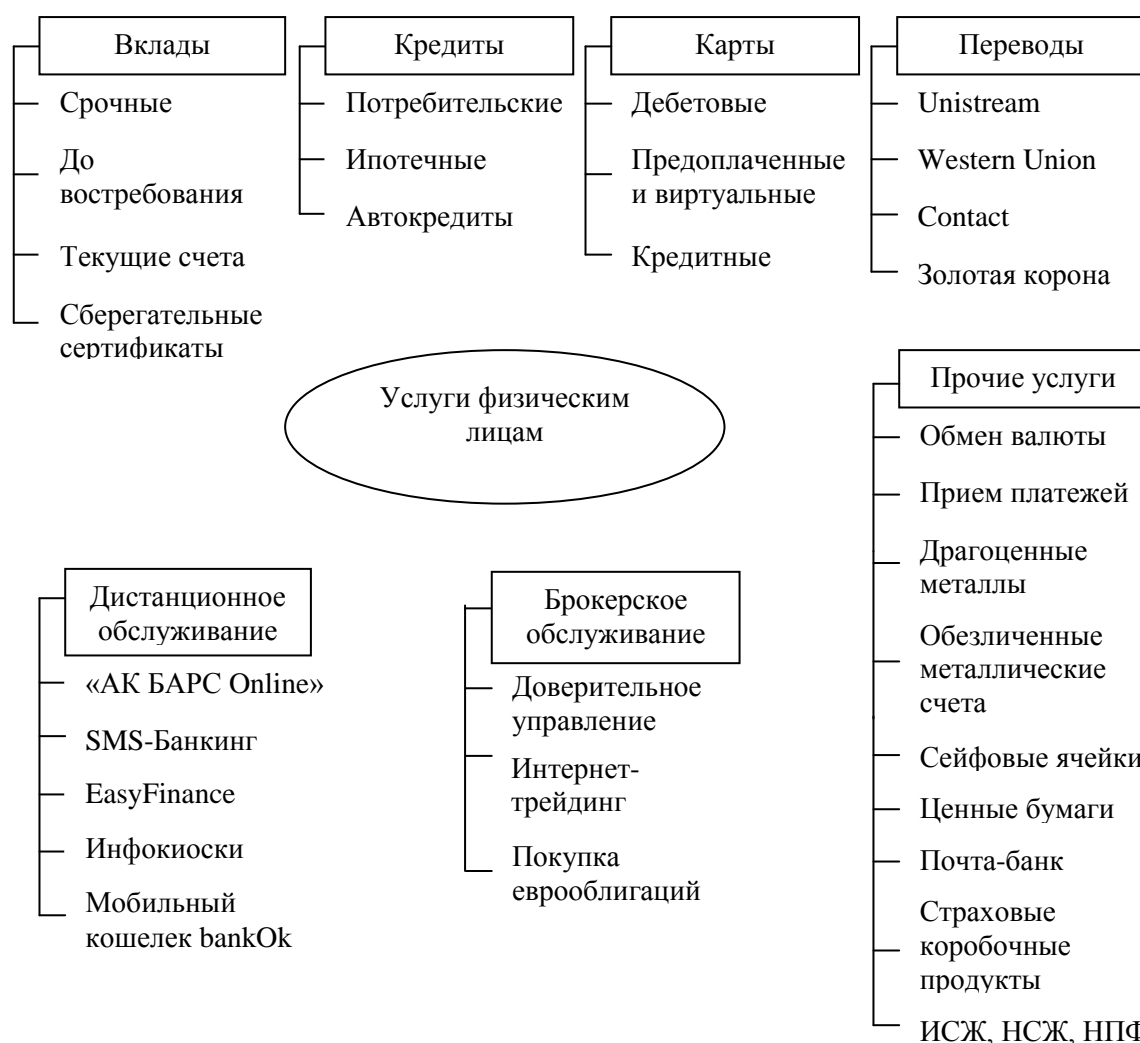 Вклады
Срочные
До
востребования
Текущие счета
Сберегательные
сертификаты
Кредиты
Потребительские
Ипотечные
Автокредиты
Карты
Дебетовые
Предоплаченные
и виртуальные
Кредитные
Переводы
Unistream
Western Union
Contact
Золотая корона
Услуги физическим
лицам
Прочие услуги
Обмен валюты
Прием платежей
Драгоценные
металлы
Обезличенные
металлические
счета
Сейфовые ячейки
Ценные бумаги
Почта-банк
Страховые
коробочные
продукты
ИСЖ, НСЖ, НПФ
Дистанционное
обслуживание
«АК БАРС Online»
SMS-Банкинг
EasyFinance
Инфокиоски
Мобильный
кошелек bankOk
Брокерское
обслуживание
Доверительное
управление
Интернет-
трейдинг
Покупка
еврооблигаций